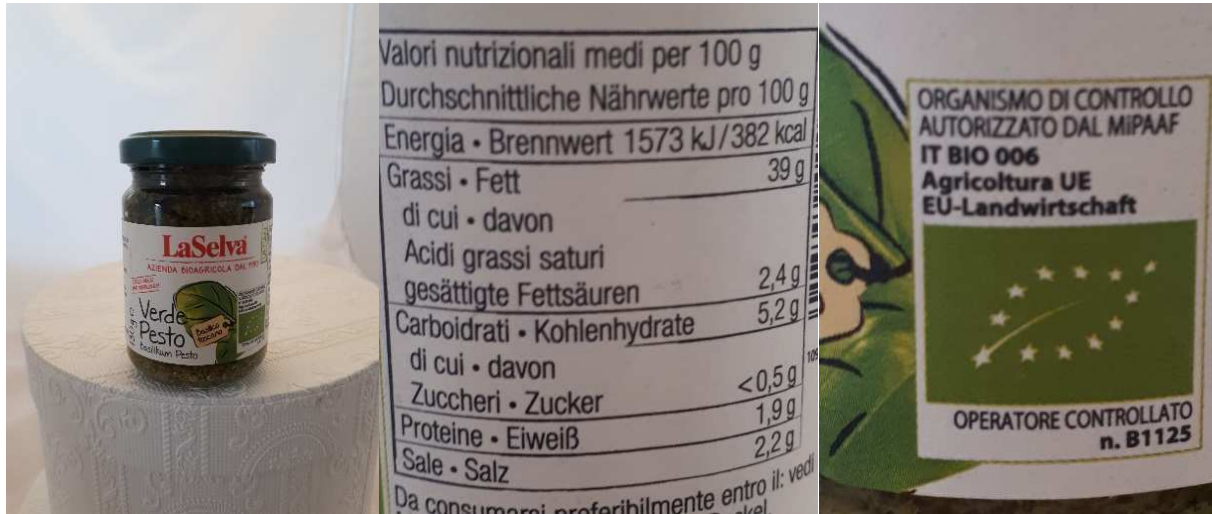 LaSelva
AZIENDA BIOAGRICOLA DAL 1980
Verde
Pesto
Basilikum Pesto
Basilico
toscano
Valori nutrizionali medi per 100 g
Durchschnittliche Nährwerte pro 100 g
Energia • Brennwert 1573 kJ/382 kcal
Grassi • Fett 39 g
di cui • davon
Acidi grassi saturi
gesättigte Fettsäuren 2,4 g
Carboidrati • Kohlenhydrate 5,2 g
di cui • davon
Zuccheri • Zucker <0,5 g
Proteine • Eiweiß 1,9 g
Sale • Salz 2,2 g
Da consumarsi preferibilmente entro il: vedi
ORGANISMO DI CONTROLLO
AUTORIZZATO DAL MiPAAF
IT BIO 006
Agricoltura UE
EU-Landwirtschaft
OPERATORE CONTROLLATO
n. B1125